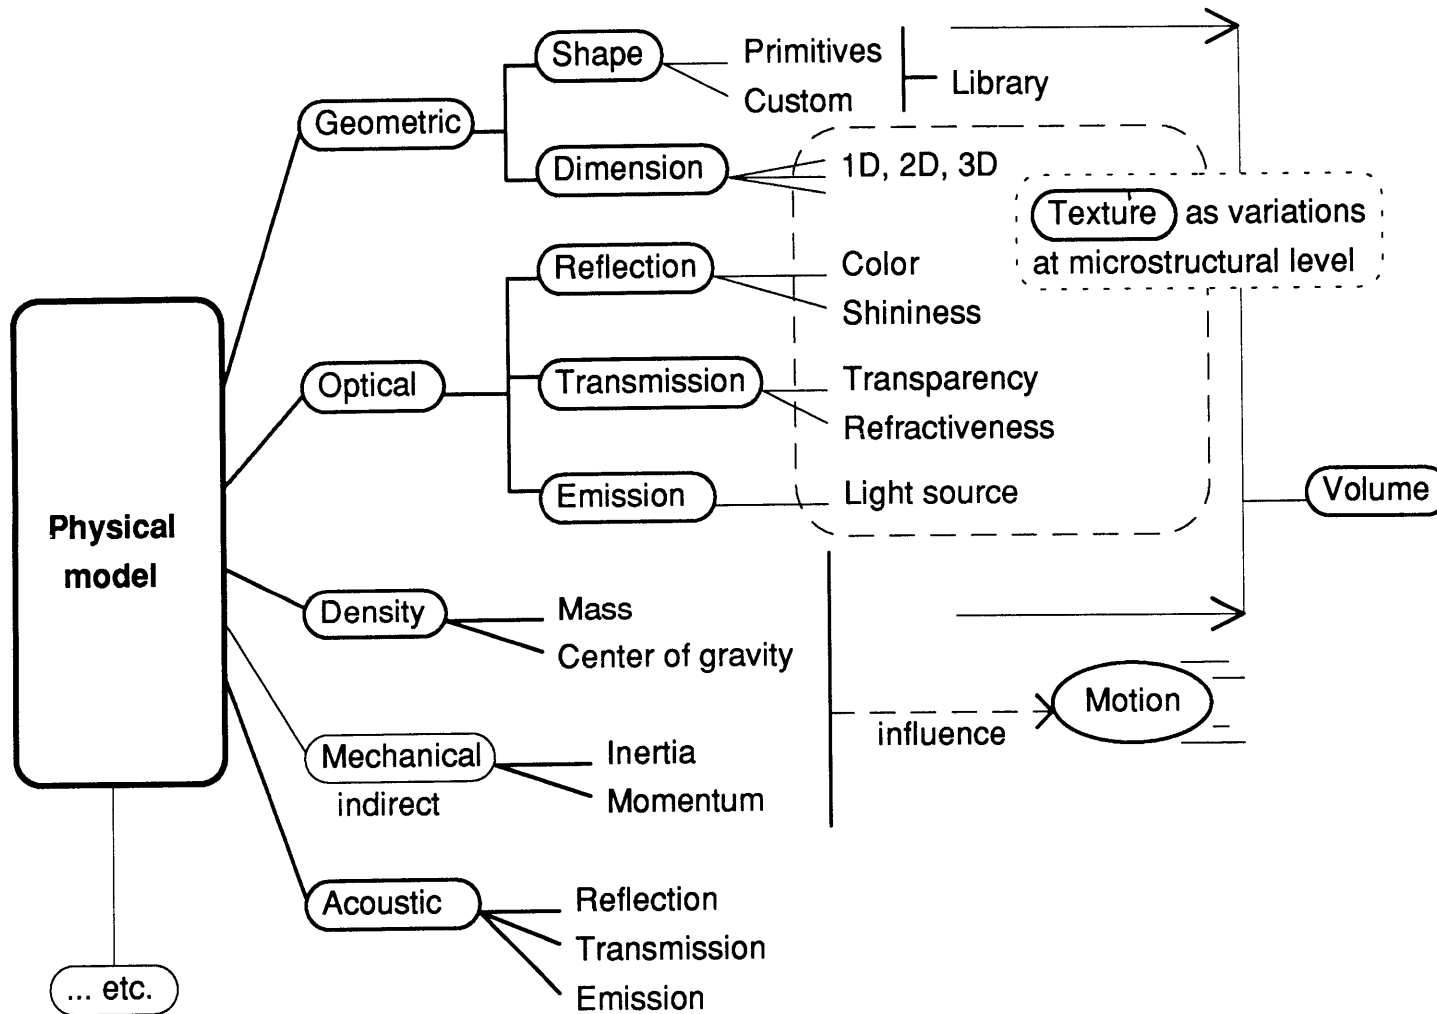 Shape
Primitives
Custom
Library
Geometric
Dimension
1D, 2D, 3D
Texture as variations
at microstructural level
Reflection
Color
Shininess
Optical
Transmission
Transparency
Refractiveness
Emission
Light source
Volume
Physical
model
Density
Mass
Center of gravity
Motion
influence
Mechanical
indirect
Inertia
Momentum
Acoustic
Reflection
Transmission
Emission
... etc.